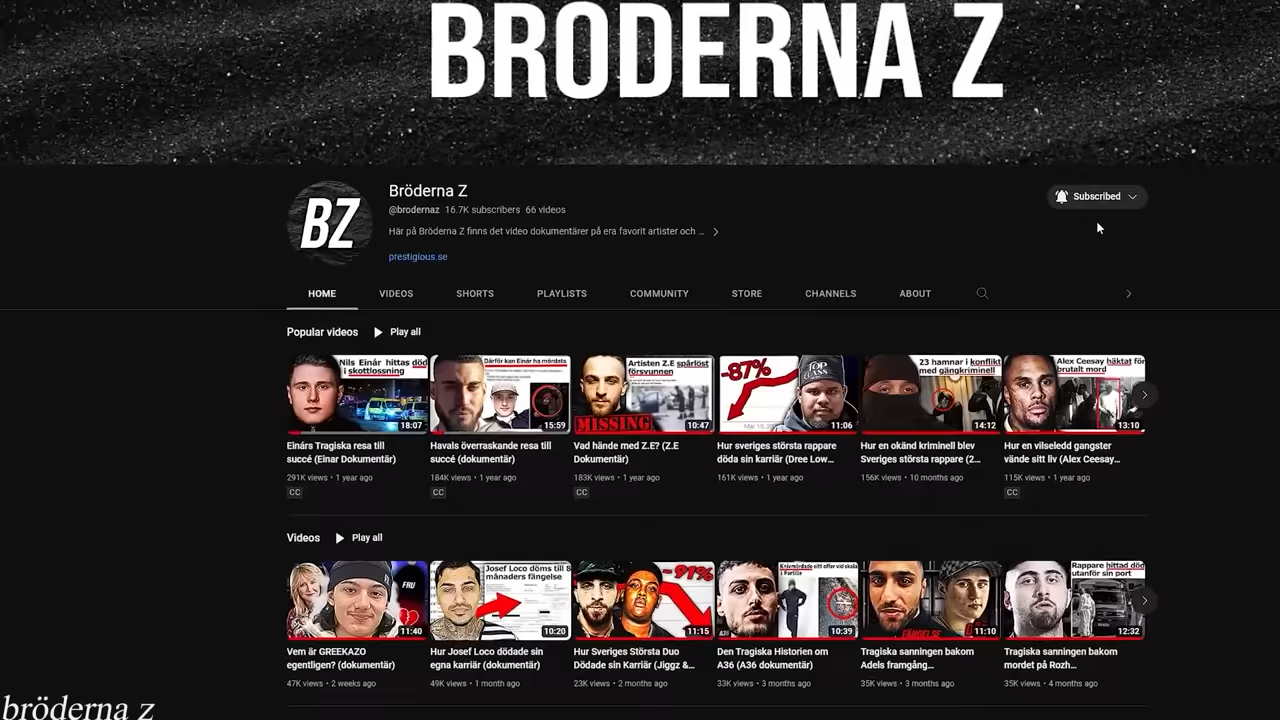 BRÖDERNA Z
BZ
Bröderna Z
@brodernaz 16.7K subscribers 66 videos
Här på Bröderna Z finns det video dokumentärer på era favorit artister och ...
prestigious.se
Subscribed
HOME VIDEOS SHORTS PLAYLISTS COMMUNITY STORE CHANNELS ABOUT
Popular videos Play all
Nils Einár hittas död
i skottlossning
18:07
Därför kan Einár ha mördats
15:59
Artisten Z.E spårlöst
försvunnen
MISSING
10:47
-87%
TOP
11:06
23 hamnar i konflikt
med gängkriminell
14:12
Alex Ceesay häktat för
brutalt mord
13:10
Einárs Tragiska resa till
succé (Einar Dokumentär)
291K views • 1 year ago
CC
Havals överraskande resa till
succé (dokumentär)
184K views • 1 year ago
CC
Vad hände med Z.E? (Z.E
Dokumentär)
183K views • 1 year ago
CC
Hur sveriges största rappare
döda sin karriär (Dree Low...
161K views • 1 year ago
Hur en okänd kriminell blev
Sveriges största rappare (2...
156K views • 10 months ago
Hur en vilseledd gangster
vände sitt liv (Alex Ceesay...
115K views • 1 year ago
CC
Videos Play all
FRU
11:40
Josef Loco döms till 8
månaders fängelse
10:20
-91%
11:15
Knivmördade sitt offer vid skola
i Partille
10:39
FÄNGELSE
11:10
Rappare hittad död
utanför sin port
12:32
Vem är GREEKAZO
egentligen? (dokumentär)
47K views • 2 weeks ago
Hur Josef Loco dödade sin
egna karriär (dokumentär)
49K views • 1 month ago
Hur Sveriges Största Duo
Dödade sin Karriär (Jiggz &...
23K views • 2 months ago
Den Tragiska Historien om
A36 (A36 dokumentär)
33K views • 3 months ago
Tragiska sanningen bakom
Adels framgång...
35K views • 3 months ago
Tragiska sanningen bakom
mordet på Rozh...
35K views • 4 months ago
bröderna z